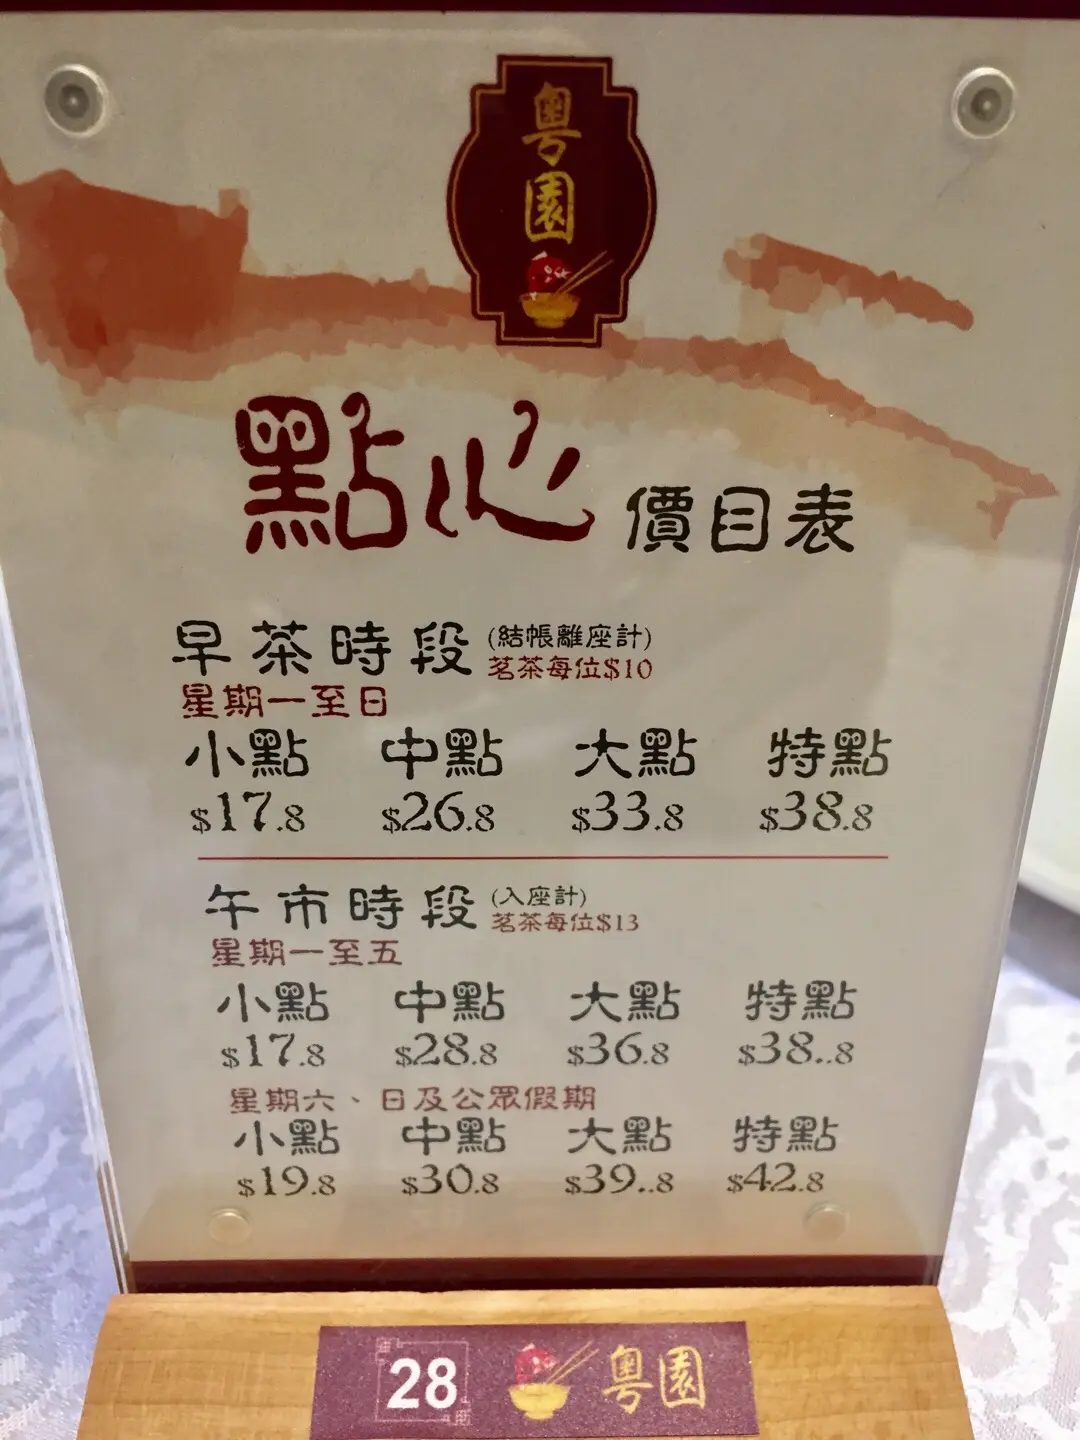 粵園
點心 價目表
早茶時段 (結帳離座計)
茗茶每位$10
星期一至日
小點 中點 大點 特點
$17.8 $26.8 $33.8 $38.8
午市時段 (入座計)
茗茶每位$13
星期一至五
小點 中點 大點 特點
$17.8 $28.8 $36.8 $38..8
星期六、日及公眾假期
小點 中點 大點 特點
$19.8 $30.8 $39..8 $42.8
28 粵園